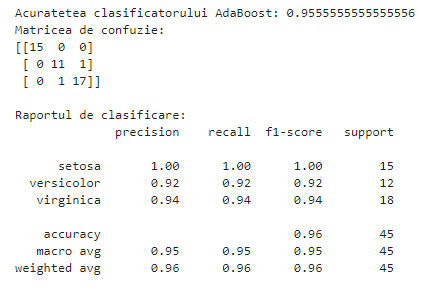 Acuratetea clasificatorului AdaBoost: 0.9555555555555556
Matricea de confuzie:
[[15  0  0]
 [ 0 11  1]
 [ 0  1 17]]

Raportul de clasificare:
              precision    recall  f1-score   support

      setosa       1.00      1.00      1.00        15
  versicolor       0.92      0.92      0.92        12
   virginica       0.94      0.94      0.94        18

    accuracy                           0.96        45
   macro avg       0.95      0.95      0.95        45
weighted avg       0.96      0.96      0.96        45